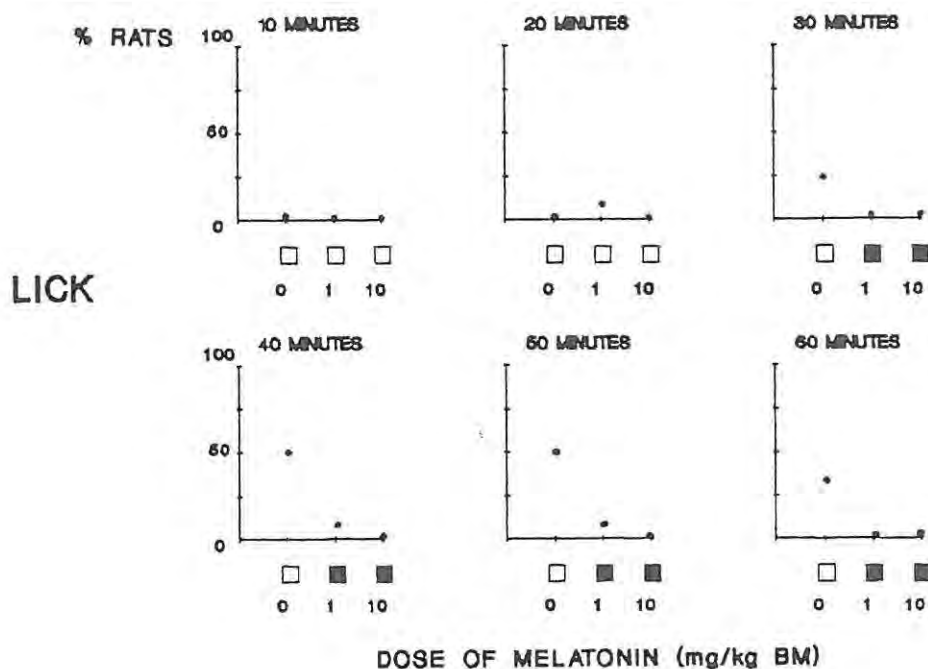 % RATS
100
10 MINUTES
20 MINUTES
30 MINUTES
50
0
0 1 10
0 1 10
0 1 10
LICK
100
40 MINUTES
50 MINUTES
60 MINUTES
50
0
0 1 10
0 1 10
0 1 10
DOSE OF MELATONIN (mg/kg BM)